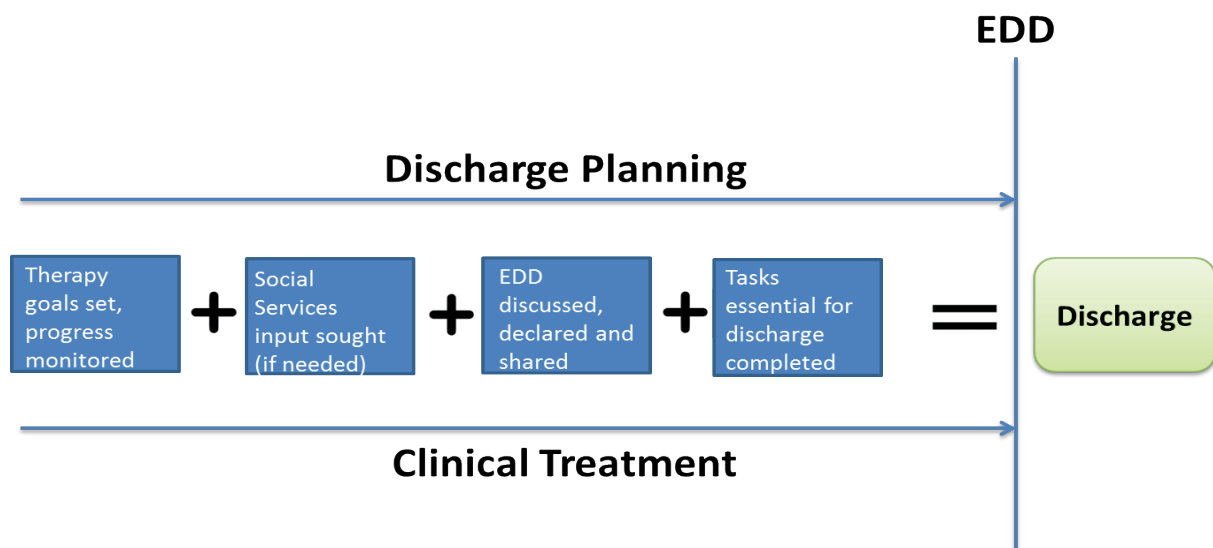 EDD
Discharge Planning
Therapy
goals set,
progress
monitored
+
Social
Services
input sought
(if needed)
+
EDD
discussed,
declared and
shared
+
Tasks
essential for
discharge
completed
=
Discharge
Clinical Treatment